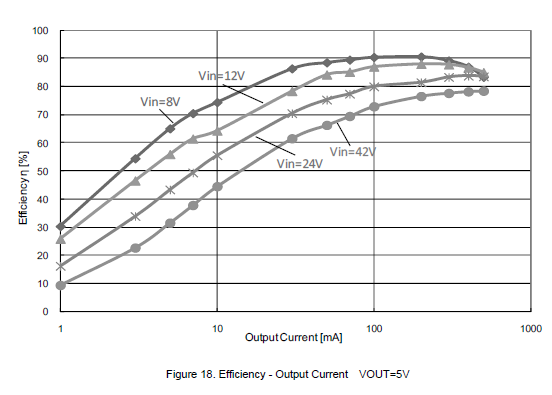 100
90
80
70
60
50
40
30
20
10
0
Efficiency η [%]
Vin=12V
Vin=8V
Vin=42V
Vin=24V
1
10
100
1000
Output Current [mA]
Figure 18. Efficiency - Output Current VOUT=5V